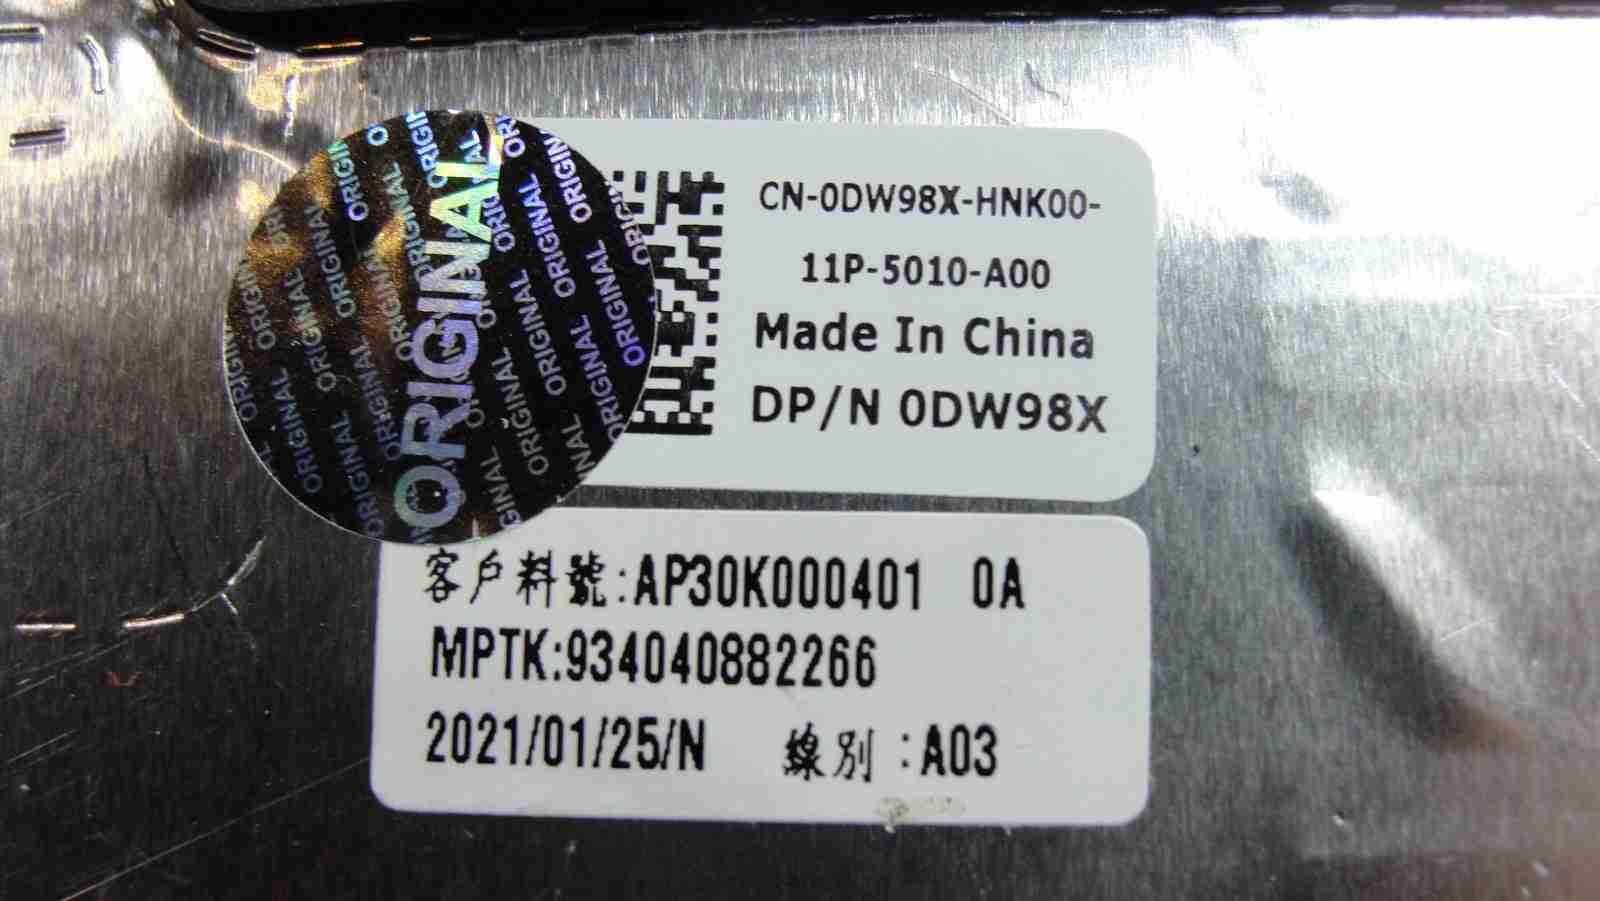 ORIGINAL
CN-0DW98X-HNK00-
11P-5010-A00
Made In China
DP/N 0DW98X
客戶料號:AP30K000401 0A
MPTK:934040882266
2021/01/25/N 線別:A03